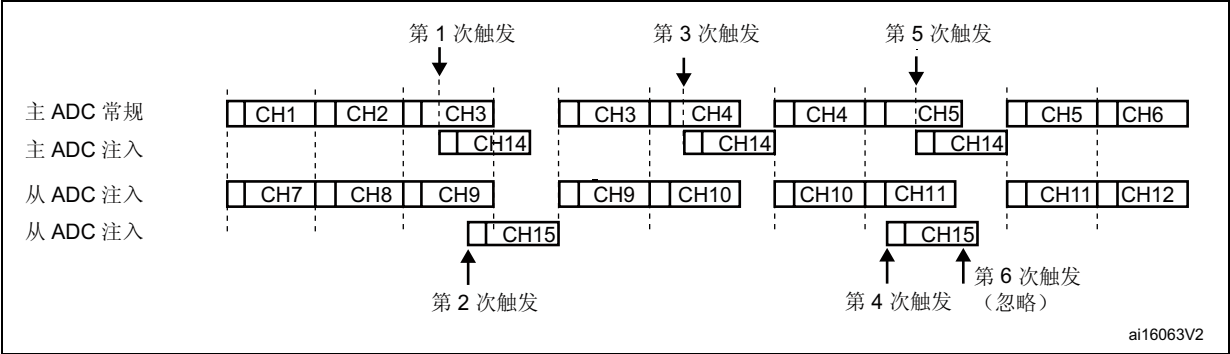 第 1 次触发 第 3 次触发 第 5 次触发
主 ADC 常规 CH1 CH2 CH3 CH3 CH4 CH4 CH5 CH5 CH6
主 ADC 注入 CH14 CH14 CH14
从 ADC 注入 CH7 CH8 CH9 CH9 CH10 CH10 CH11 CH11 CH12
从 ADC 注入 CH15 CH15
第 2 次触发 第 4 次触发 第 6 次触发
（忽略）
ai16063V2